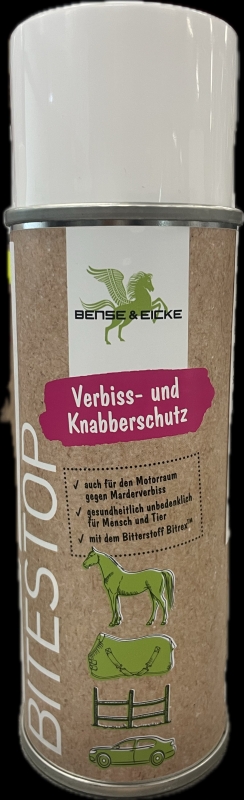 BENSE & EICKE
Verbiss- und
Knabberschutz
✓ auch für den Motorraum
gegen Marderverbiss
✓ gesundheitlich unbedenklich
für Mensch und Tier
✓ mit dem Bitterstoff Bitrex™
BITESTOP